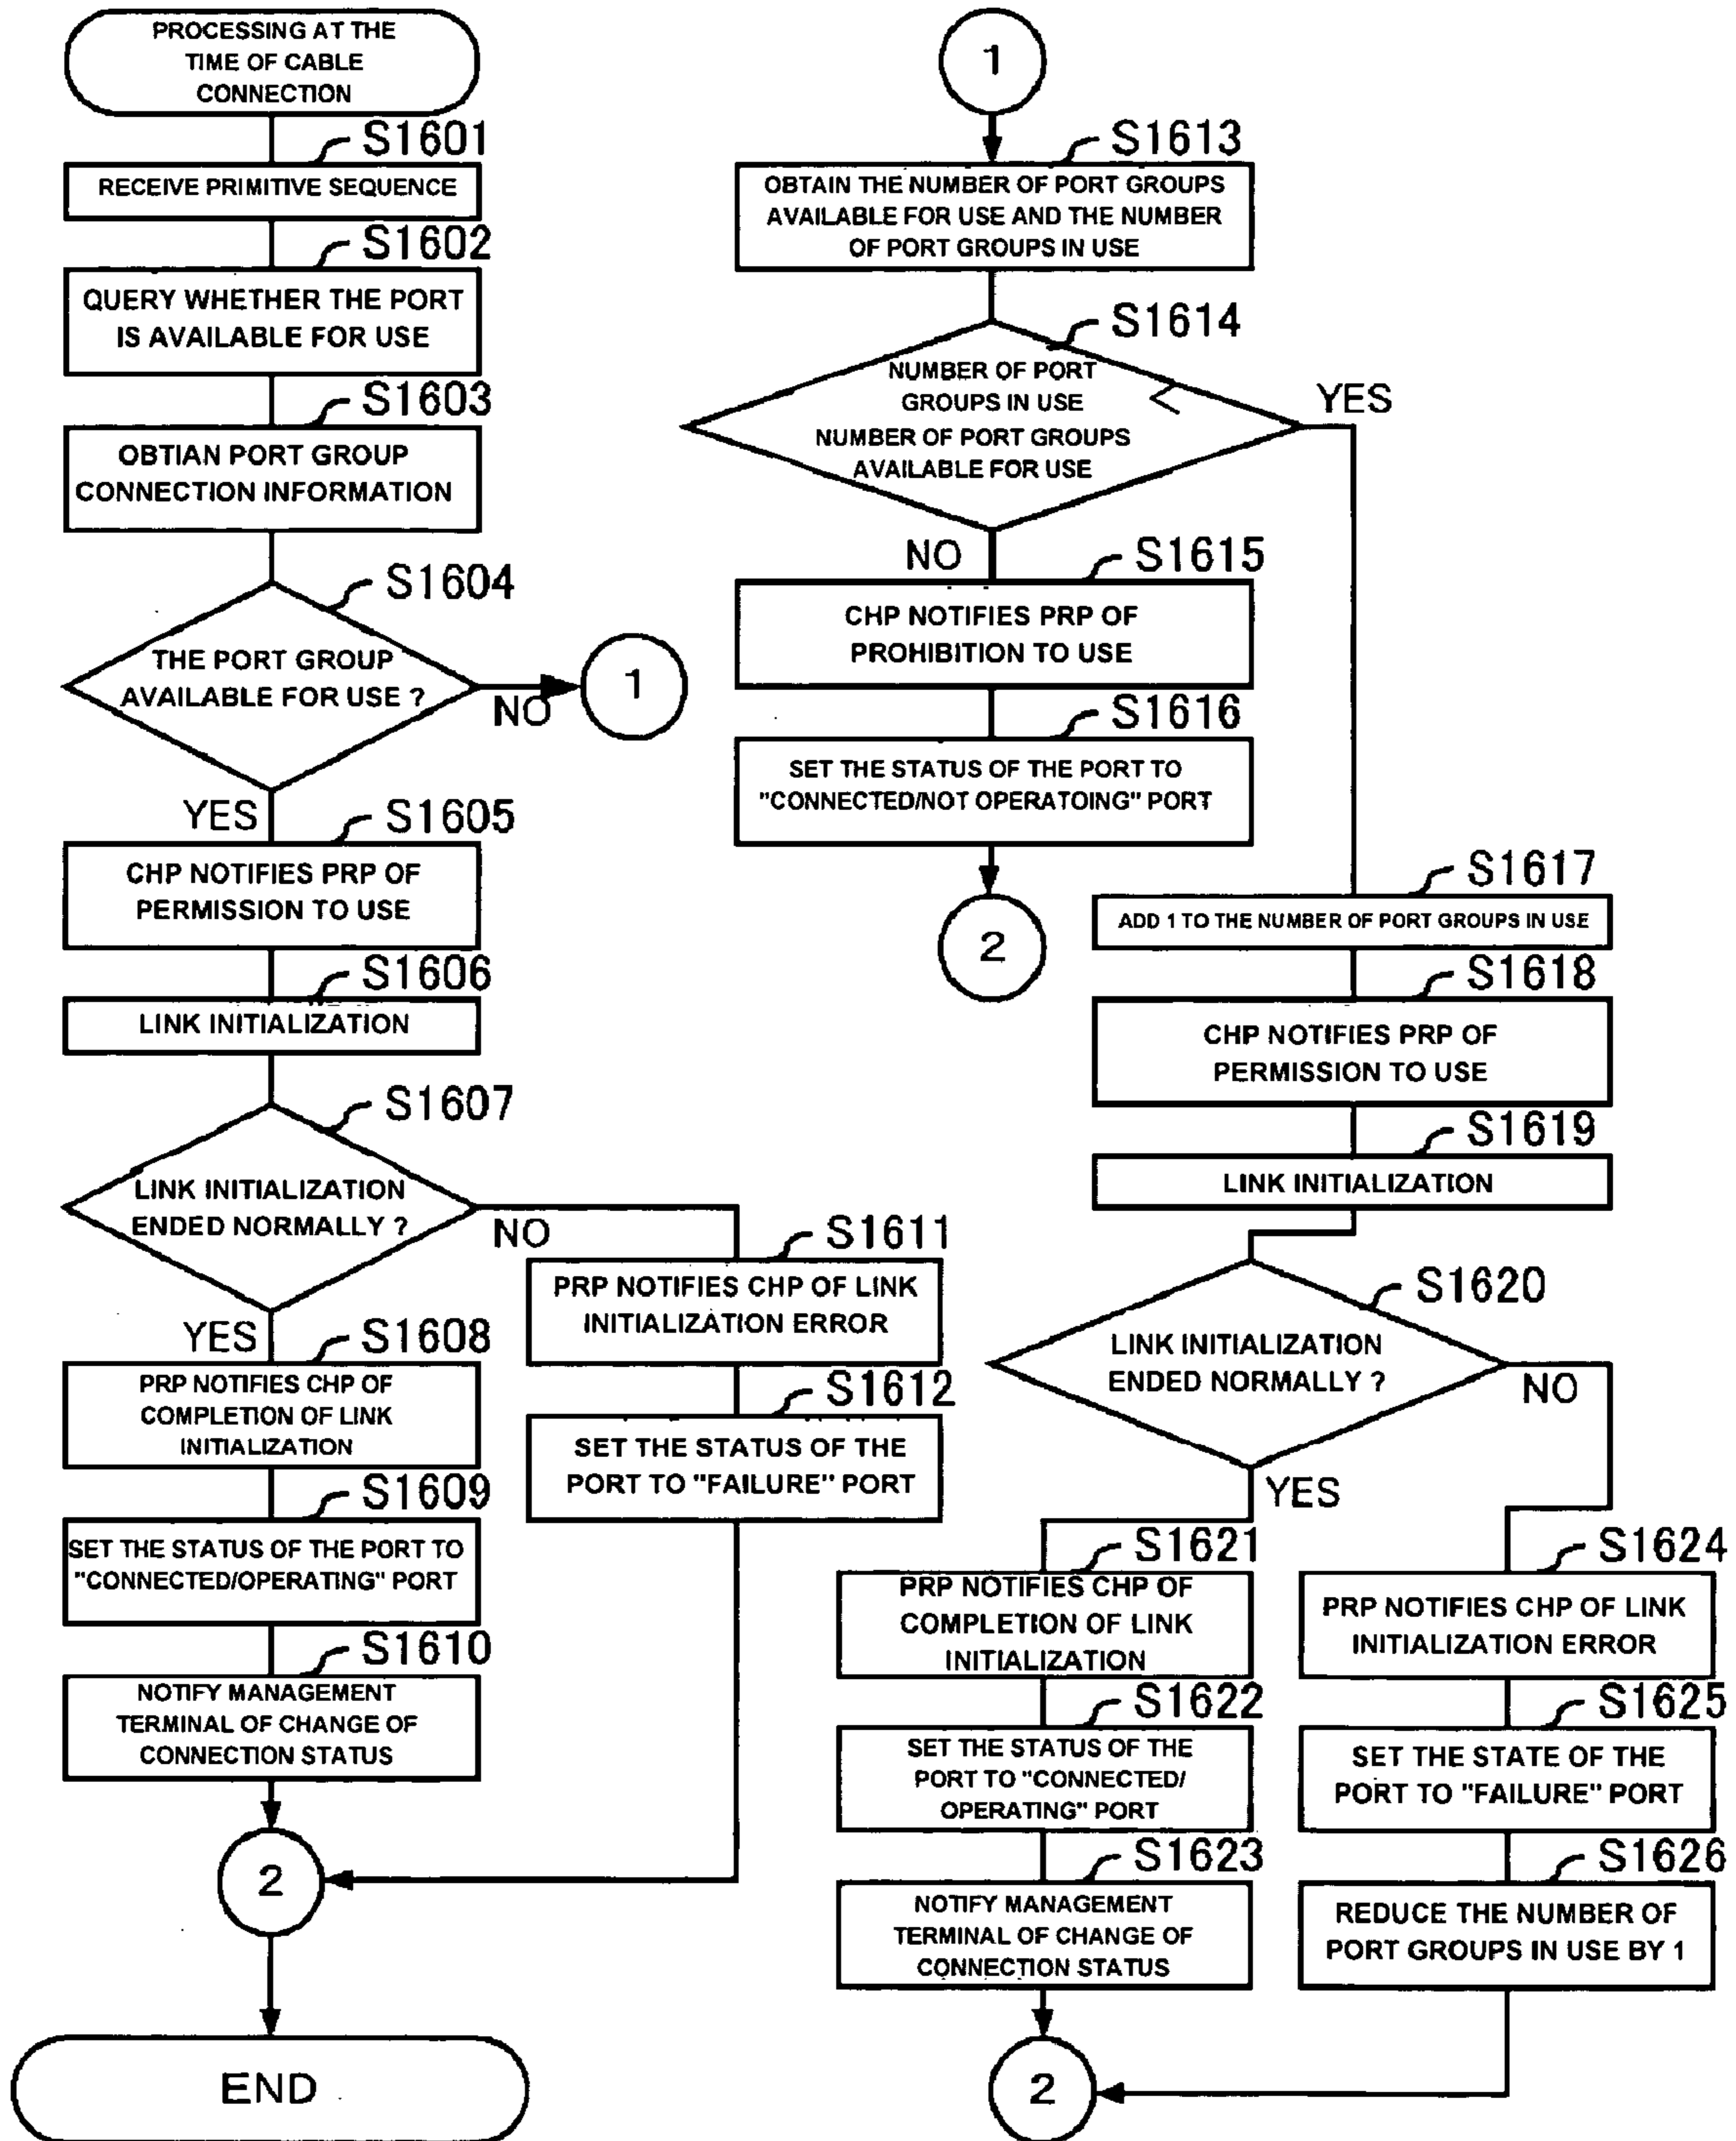 PROCESSING AT THE
TIME OF CABLE
CONNECTION
S1601
RECEIVE PRIMITIVE SEQUENCE
S1602
QUERY WHETHER THE PORT
IS AVAILABLE FOR USE
S1603
OBTIAN PORT GROUP
CONNECTION INFORMATION
S1604
THE PORT GROUP
AVAILABLE FOR USE ?
NO
1
YES
S1605
CHP NOTIFIES PRP OF
PERMISSION TO USE
S1606
LINK INITIALIZATION
S1607
LINK INITIALIZATION
ENDED NORMALLY ?
NO
YES
S1608
PRP NOTIFIES CHP OF
COMPLETION OF LINK
INITIALIZATION
S1609
SET THE STATUS OF THE PORT TO
"CONNECTED/OPERATING" PORT
S1610
NOTIFY MANAGEMENT
TERMINAL OF CHANGE OF
CONNECTION STATUS
2
END
S1611
PRP NOTIFIES CHP OF LINK
INITIALIZATION ERROR
S1612
SET THE STATUS OF THE
PORT TO "FAILURE" PORT
1
S1613
OBTAIN THE NUMBER OF PORT GROUPS
AVAILABLE FOR USE AND THE NUMBER
OF PORT GROUPS IN USE
S1614
NUMBER OF PORT
GROUPS IN USE <
NUMBER OF PORT GROUPS
AVAILABLE FOR USE
YES
NO
S1615
CHP NOTIFIES PRP OF
PROHIBITION TO USE
S1616
SET THE STATUS OF THE PORT TO
"CONNECTED/NOT OPERATOING" PORT
2
S1617
ADD 1 TO THE NUMBER OF PORT GROUPS IN USE
S1618
CHP NOTIFIES PRP OF
PERMISSION TO USE
S1619
LINK INITIALIZATION
S1620
LINK INITIALIZATION
ENDED NORMALLY ?
NO
YES
S1621
PRP NOTIFIES CHP OF
COMPLETION OF LINK
INITIALIZATION
S1622
SET THE STATUS OF THE
PORT TO "CONNECTED/
OPERATING" PORT
S1623
NOTIFY MANAGEMENT
TERMINAL OF CHANGE OF
CONNECTION STATUS
2
S1624
PRP NOTIFIES CHP OF LINK
INITIALIZATION ERROR
S1625
SET THE STATE OF THE
PORT TO "FAILURE" PORT
S1626
REDUCE THE NUMBER OF
PORT GROUPS IN USE BY 1